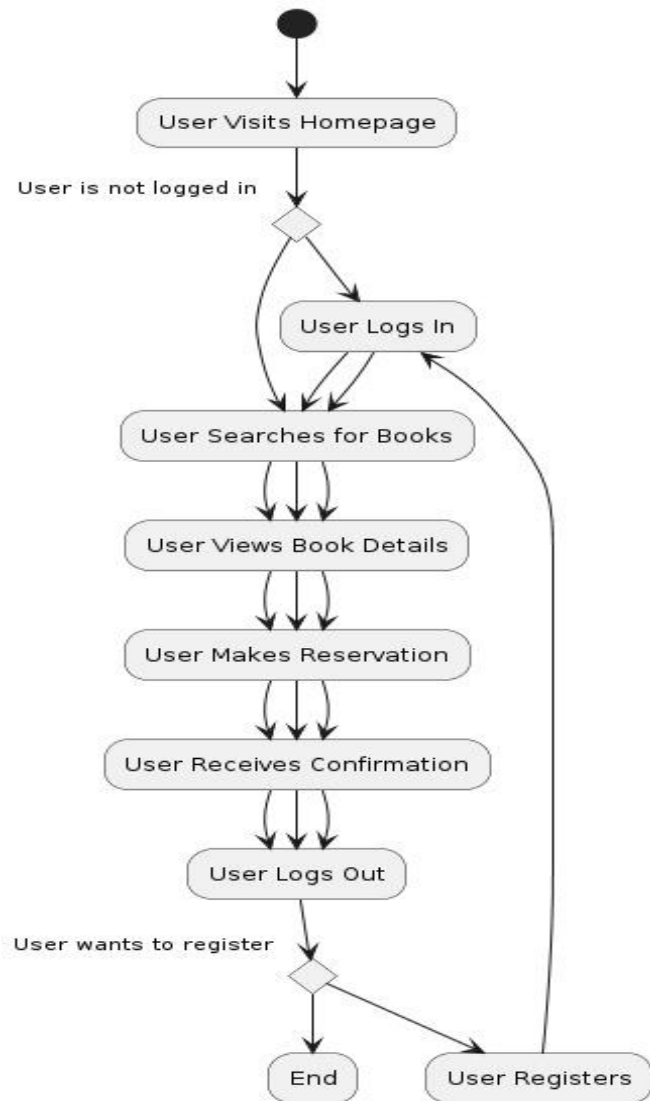 User Visits Homepage
User is not logged in
User Logs In
User Searches for Books
User Views Book Details
User Makes Reservation
User Receives Confirmation
User Logs Out
User wants to register
End
User Registers